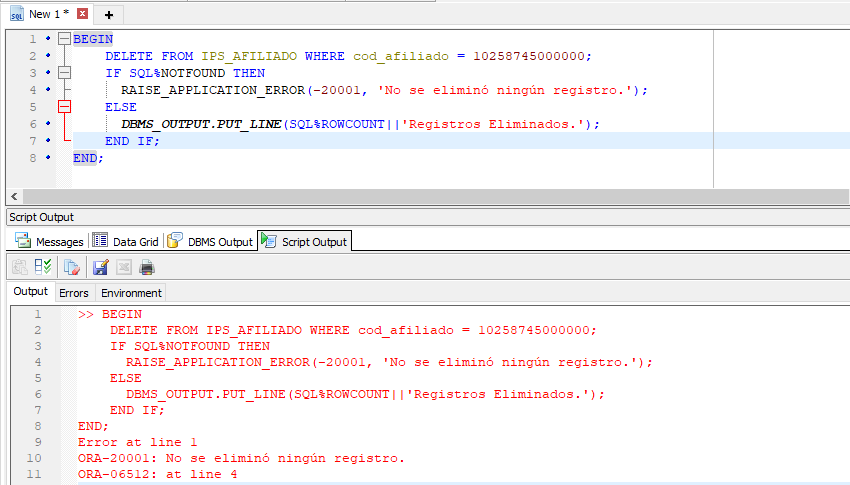 SQL New 1 *
1 BEGIN
2 DELETE FROM IPS_AFILIADO WHERE cod_afiliado = 10258745000000;
3 IF SQL%NOTFOUND THEN
4 RAISE_APPLICATION_ERROR(-20001, 'No se eliminó ningún registro.');
5 ELSE
6 DBMS_OUTPUT.PUT_LINE(SQL%ROWCOUNT||'Registros Eliminados.');
7 END IF;
8 END;
Script Output
Messages Data Grid DBMS Output Script Output
Output Errors Environment
1 >> BEGIN
2 DELETE FROM IPS_AFILIADO WHERE cod_afiliado = 10258745000000;
3 IF SQL%NOTFOUND THEN
4 RAISE_APPLICATION_ERROR(-20001, 'No se eliminó ningún registro.');
5 ELSE
6 DBMS_OUTPUT.PUT_LINE(SQL%ROWCOUNT||'Registros Eliminados.');
7 END IF;
8 END;
9 Error at line 1
10 ORA-20001: No se eliminó ningún registro.
11 ORA-06512: at line 4